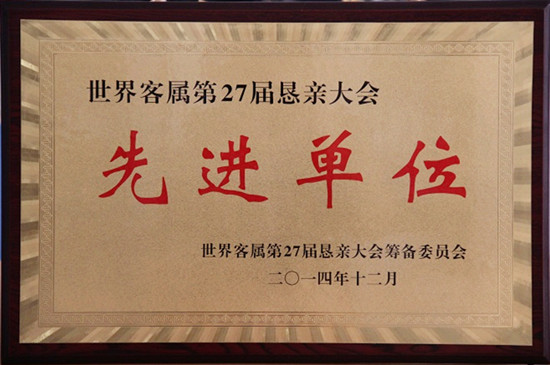 世界客属第27届恳亲大会
先进单位
世界客属第27届恳亲大会筹备委员会
二〇一四年十二月